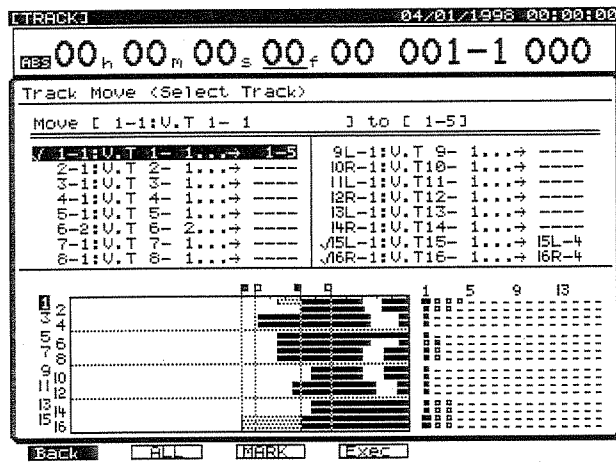 [TRACK] 04/01/1998 00:00:00
ABS 00h 00m 00s 00f 00 001-1 000
Track Move (Select Track)
Move [ 1-1:V.T 1- 1 ] to [ 1-5]
√ 1-1:V.T 1- 1...→ 1-5
2-1:V.T 2- 1...→ ----
3-1:V.T 3- 1...→ ----
4-1:V.T 4- 1...→ ----
5-1:V.T 5- 1...→ ----
6-2:V.T 6- 2...→ ----
7-1:V.T 7- 1...→ ----
8-1:V.T 8- 1...→ ----
9L-1:V.T 9- 1...→ ----
10R-1:V.T10- 1...→ ----
11L-1:V.T11- 1...→ ----
12R-1:V.T12- 1...→ ----
13L-1:V.T13- 1...→ ----
14R-1:V.T14- 1...→ ----
√15L-1:V.T15- 1...→ 15L-4
√16R-1:V.T16- 1...→ 16R-4
1 5 9 13
1
2
3
4
5
6
7
8
9
10
11
12
13
14
15
16
Back ALL MARK Exec